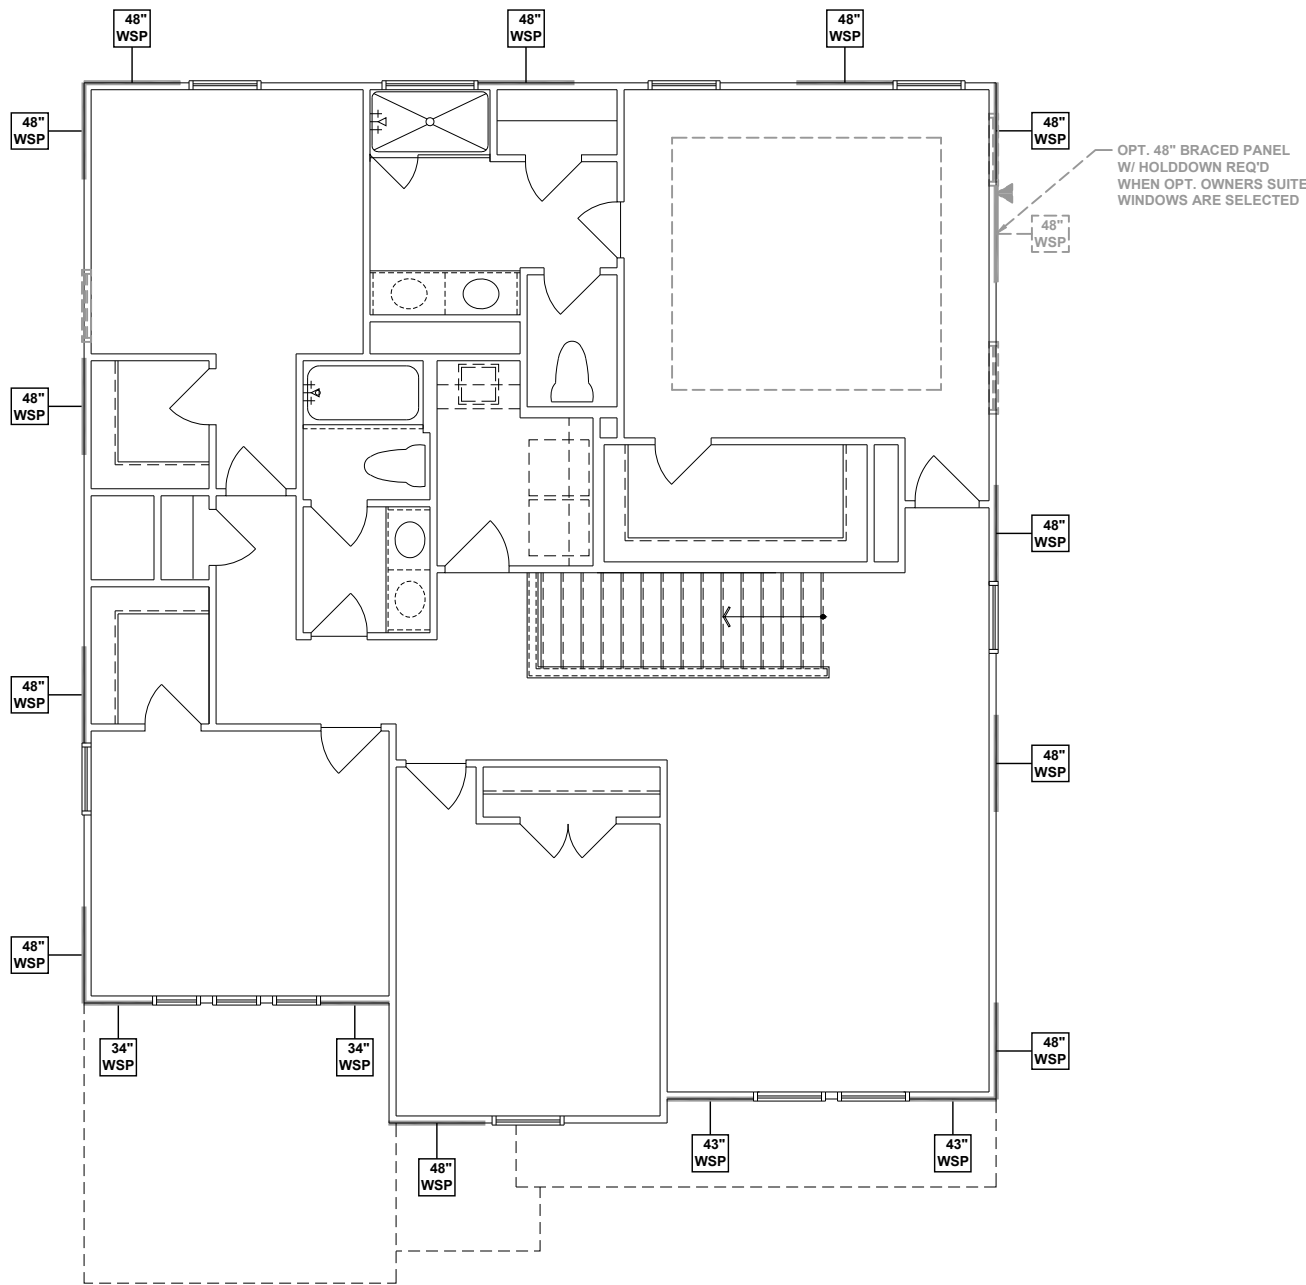 48"
WSP
48"
WSP
48"
WSP
48"
WSP
48"
WSP
OPT. 48" BRACED PANEL
W/ HOLDDOWN REQ'D
WHEN OPT. OWNERS SUITE
WINDOWS ARE SELECTED
48"
WSP
48"
WSP
48"
WSP
48"
WSP
48"
WSP
48"
WSP
48"
WSP
34"
WSP
34"
WSP
43"
WSP
43"
WSP
48"
WSP